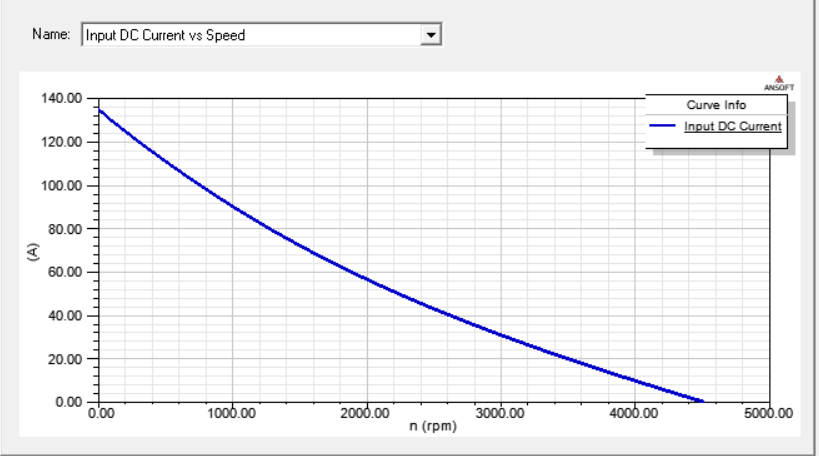 Name: Input DC Current vs Speed
ANSOFT
Curve Info
Input DC Current
140.00
120.00
100.00
80.00
60.00
40.00
20.00
0.00
(A)
0.00 1000.00 2000.00 3000.00 4000.00 5000.00
n (rpm)